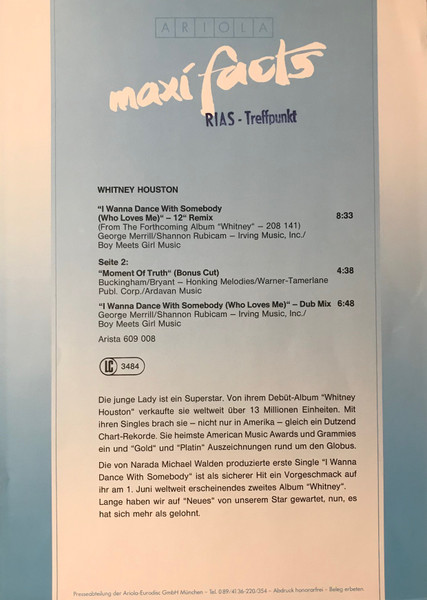 ARIOLA
maxi facts
RIAS - Treffpunkt
WHITNEY HOUSTON
"I Wanna Dance With Somebody
(Who Loves Me)" – 12" Remix 8:33
(From The Forthcoming Album "Whitney" – 208 141)
George Merrill/Shannon Rubicam – Irving Music, Inc./
Boy Meets Girl Music
Seite 2:
"Moment Of Truth" (Bonus Cut) 4:38
Buckingham/Bryant – Honking Melodies/Warner-Tamerlane
Publ. Corp./Ardavan Music
"I Wanna Dance With Somebody (Who Loves Me)" – Dub Mix 6:48
George Merrill/Shannon Rubicam – Irving Music, Inc./
Boy Meets Girl Music
Arista 609 008
LC 3484
Die junge Lady ist ein Superstar. Von ihrem Debüt-Album "Whitney
Houston" verkaufte sie weltweit über 13 Millionen Einheiten. Mit
ihren Singles brach sie – nicht nur in Amerika – gleich ein Dutzend
Chart-Rekorde. Sie heimste American Music Awards und Grammies
ein und "Gold" und "Platin" Auszeichnungen rund um den Globus.
Die von Narada Michael Walden produzierte erste Single "I Wanna
Dance With Somebody" ist als sicherer Hit ein Vorgeschmack auf
ihr am 1. Juni weltweit erscheinendes zweites Album "Whitney".
Lange haben wir auf "Neues" von unserem Star gewartet, nun, es
hat sich mehr als gelohnt.
Presseabteilung der Ariola-Eurodisc GmbH München – Tel. 0 89/41 36-220/254 – Abdruck honorarfrei – Beleg erbeten